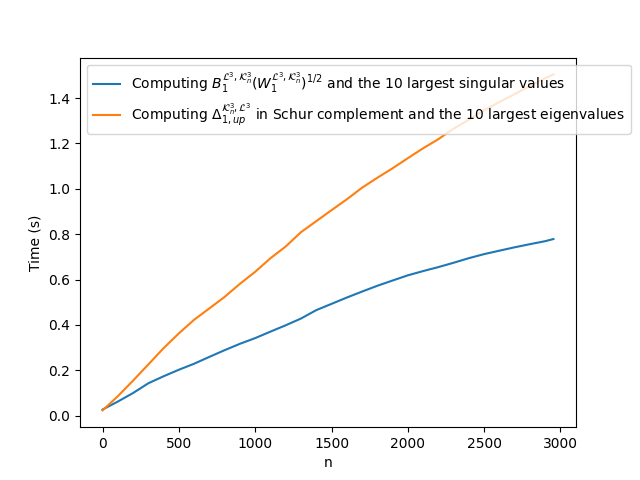 Computing $B_1^{\mathcal{L}^3,\mathcal{K}_n^3}(W_1^{\mathcal{L}^3,\mathcal{K}_n^3})^{1/2}$ and the 10 largest singular values
Computing $\Delta_{1,up}^{\mathcal{K}_n^3,\mathcal{L}^3}$ in Schur complement and the 10 largest eigenvalues
1.4
1.2
1.0
0.8
0.6
0.4
0.2
0.0
Time (s)
0 500 1000 1500 2000 2500 3000
n